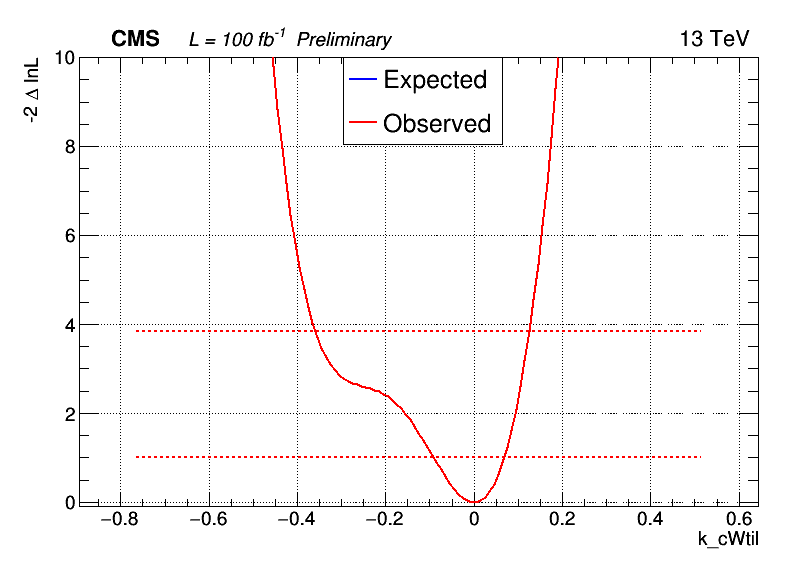 CMS L = 100 fb⁻¹ Preliminary 13 TeV
-2 Δ lnL
Expected
Observed
10
8
6
4
2
0
−0.8 −0.6 −0.4 −0.2 0 0.2 0.4 0.6
k_cWtil